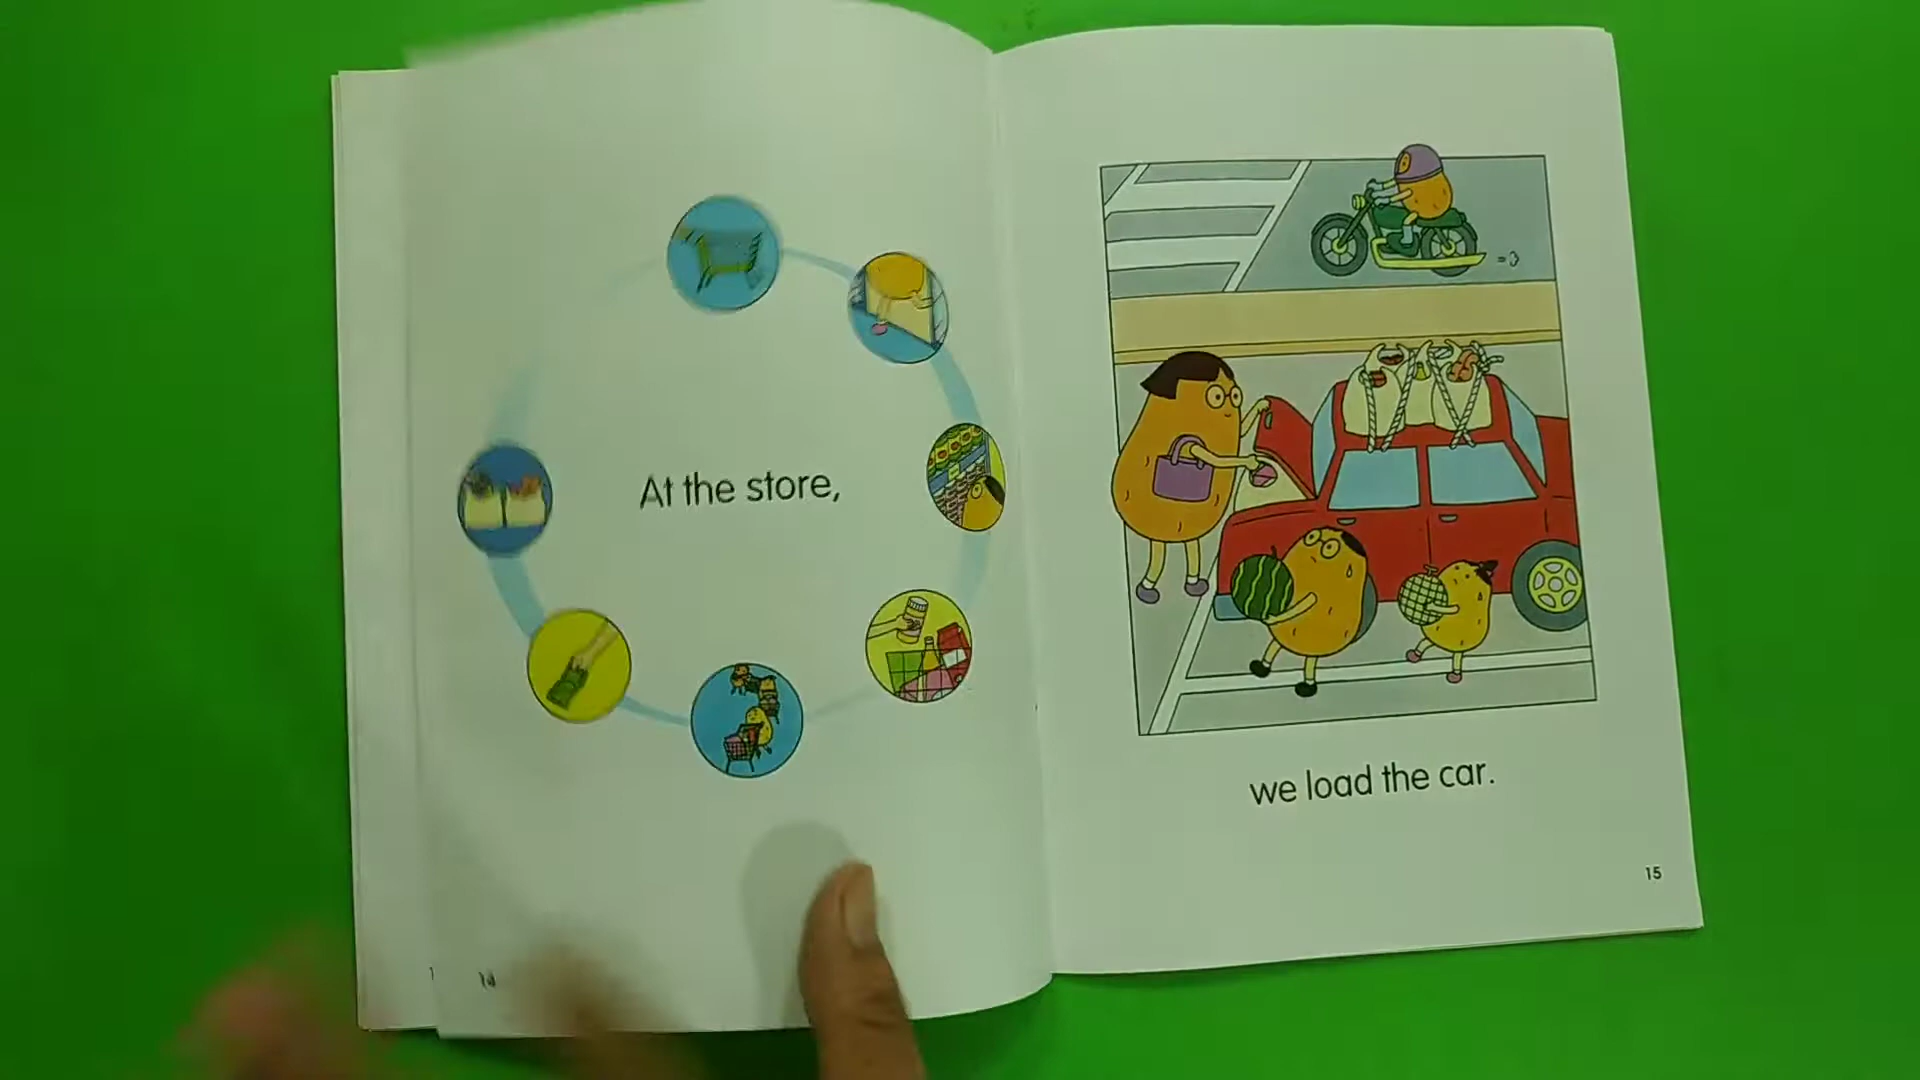 At the store,
14
we load the car.
15